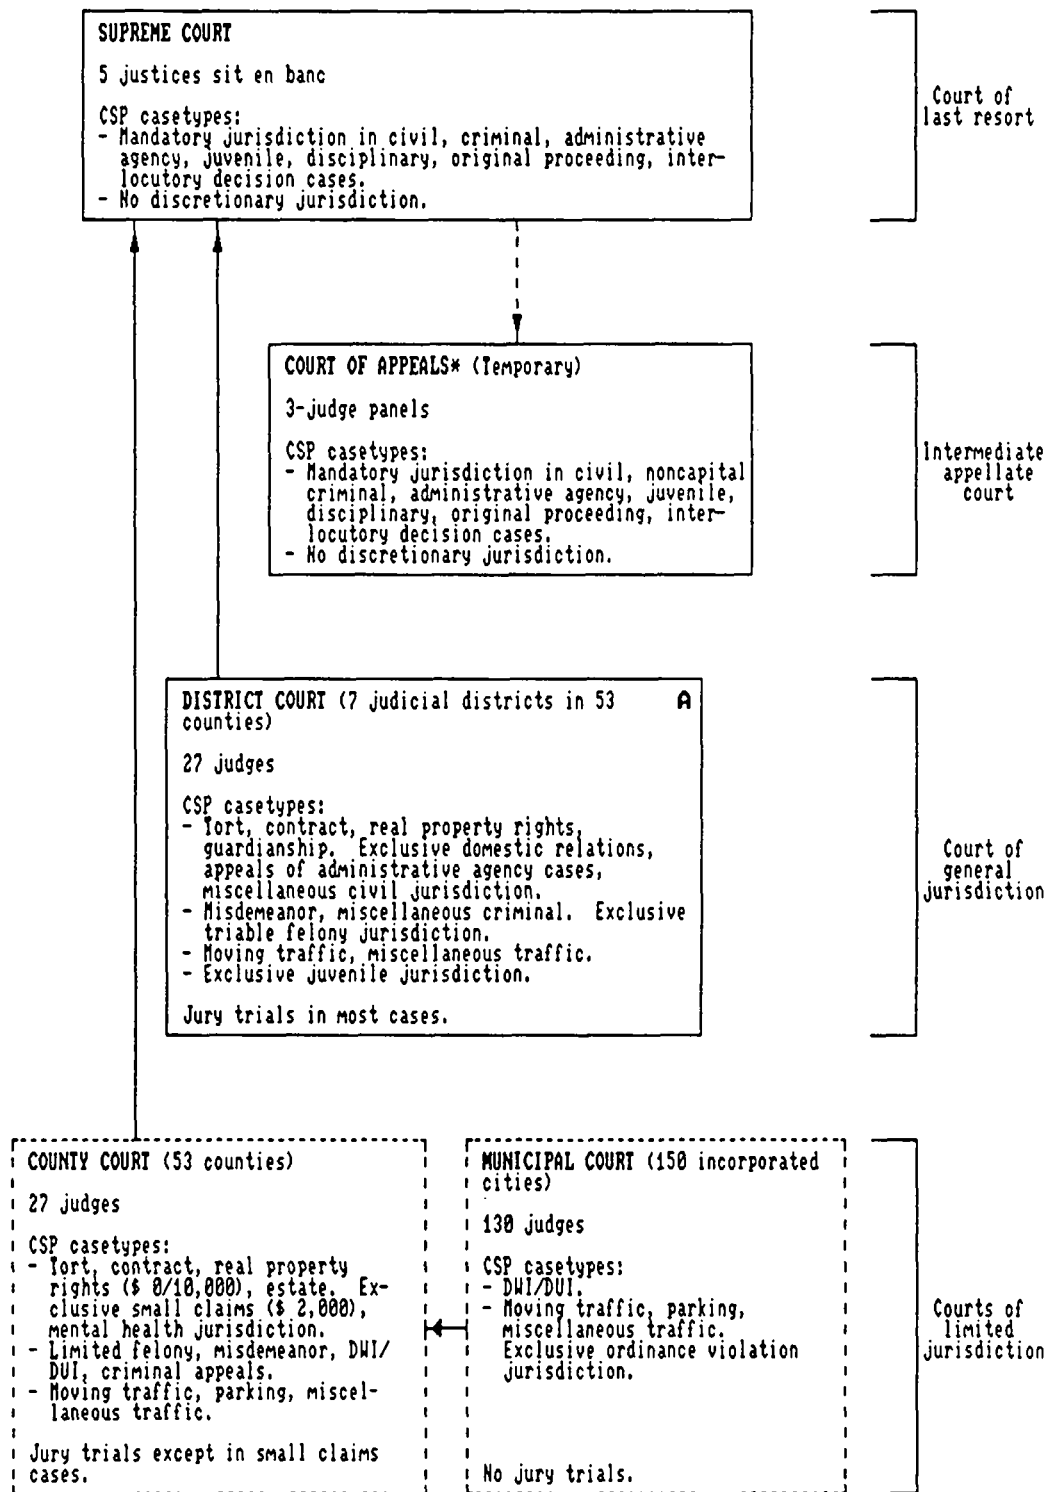 SUPREME COURT
5 justices sit en banc
CSP casetypes:
- Mandatory jurisdiction in civil, criminal, administrative
agency, juvenile, disciplinary, original proceeding, inter-
locutory decision cases.
- No discretionary jurisdiction.
Court of
last resort
COURT OF APPEALS* (Temporary)
3-judge panels
CSP casetypes:
- Mandatory jurisdiction in civil, noncapital
criminal, administrative agency, juvenile,
disciplinary, original proceeding, inter-
locutory decision cases.
- No discretionary jurisdiction.
Intermediate
appellate
court
DISTRICT COURT (7 judicial districts in 53 A
counties)
27 judges
CSP casetypes:
- Tort, contract, real property rights,
guardianship. Exclusive domestic relations,
appeals of administrative agency cases,
miscellaneous civil jurisdiction.
- Misdemeanor, miscellaneous criminal. Exclusive
triable felony jurisdiction.
- Moving traffic, miscellaneous traffic.
- Exclusive juvenile jurisdiction.
Jury trials in most cases.
Court of
general
jurisdiction
COUNTY COURT (53 counties)
27 judges
CSP casetypes:
- Tort, contract, real property
rights ($ 0/10,000), estate. Ex-
clusive small claims ($ 2,000),
mental health jurisdiction.
- Limited felony, misdemeanor, DWI/
DUI, criminal appeals.
- Moving traffic, parking, miscel-
laneous traffic.
Jury trials except in small claims
cases.
MUNICIPAL COURT (150 incorporated
cities)
130 judges
CSP casetypes:
- DWI/DUI.
- Moving traffic, parking,
miscellaneous traffic.
Exclusive ordinance violation
jurisdiction.
No jury trials.
Courts of
limited
jurisdiction